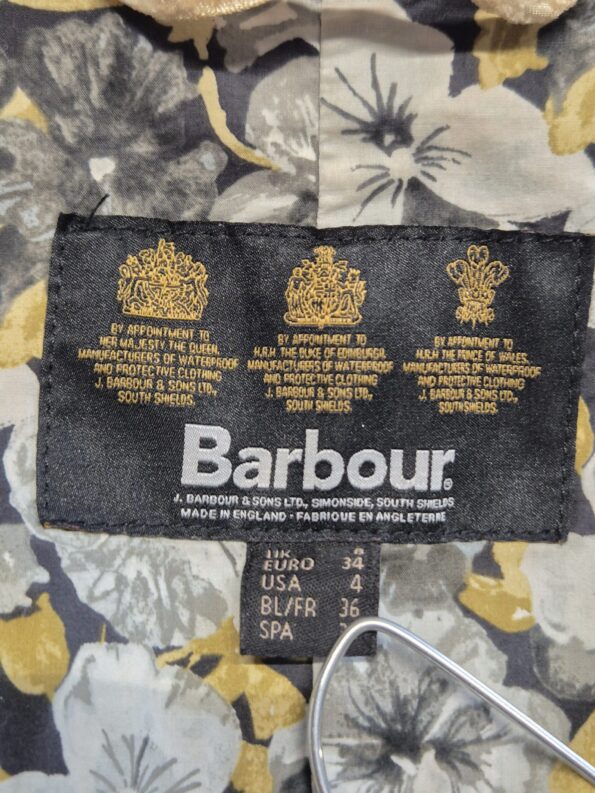 BY APPOINTMENT TO
HER MAJESTY THE QUEEN.
MANUFACTURERS OF WATERPROOF
AND PROTECTIVE CLOTHING
J. BARBOUR & SONS LTD.,
SOUTH SHIELDS.
BY APPOINTMENT TO
H.R.H. THE DUKE OF EDINBURGH.
MANUFACTURERS OF WATERPROOF
AND PROTECTIVE CLOTHING
J. BARBOUR & SONS LTD.,
SOUTH SHIELDS.
BY APPOINTMENT TO
H.R.H. THE PRINCE OF WALES.
MANUFACTURERS OF WATERPROOF
AND PROTECTIVE CLOTHING
J. BARBOUR & SONS LTD.,
SOUTH SHIELDS.
Barbour®
J. BARBOUR & SONS LTD., SIMONSIDE, SOUTH SHIELDS
MADE IN ENGLAND - FABRIQUE EN ANGLETERRE
UK 8
EURO 34
USA 4
BL/FR 36
SPA